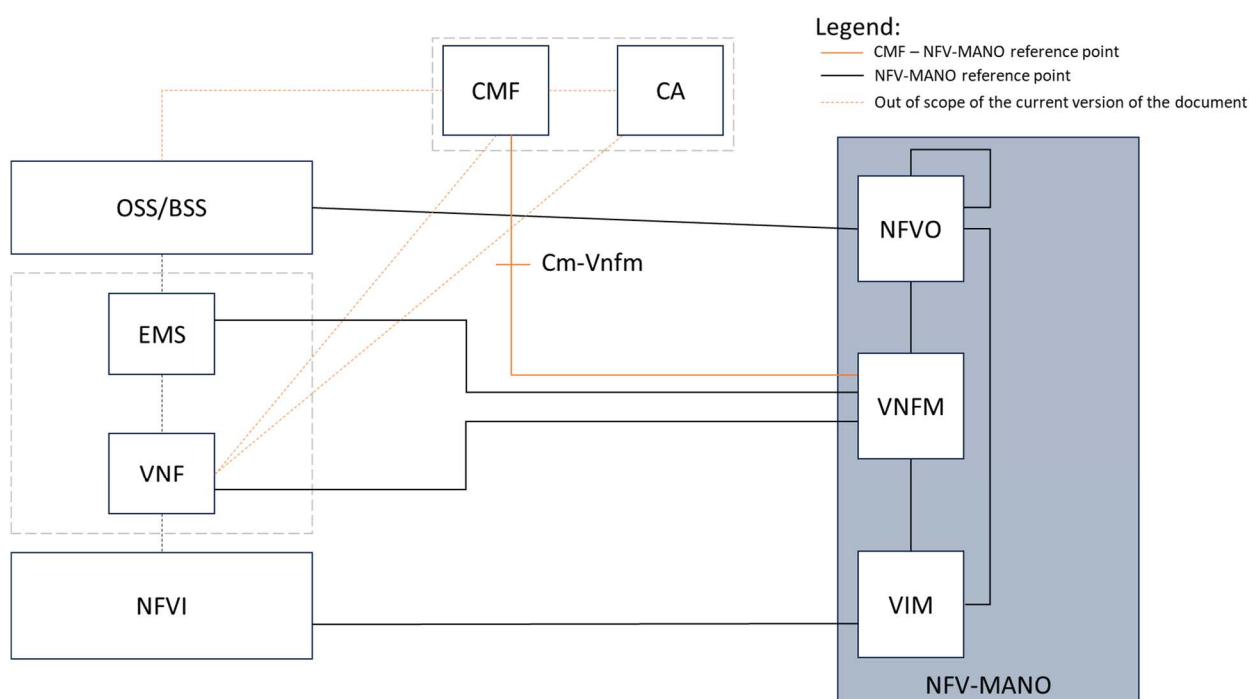 Legend:
CMF – NFV-MANO reference point
NFV-MANO reference point
Out of scope of the current version of the document
CMF
CA
OSS/BSS
NFVO
Cm-Vnfm
EMS
VNFM
VNF
NFVI
VIM
NFV-MANO